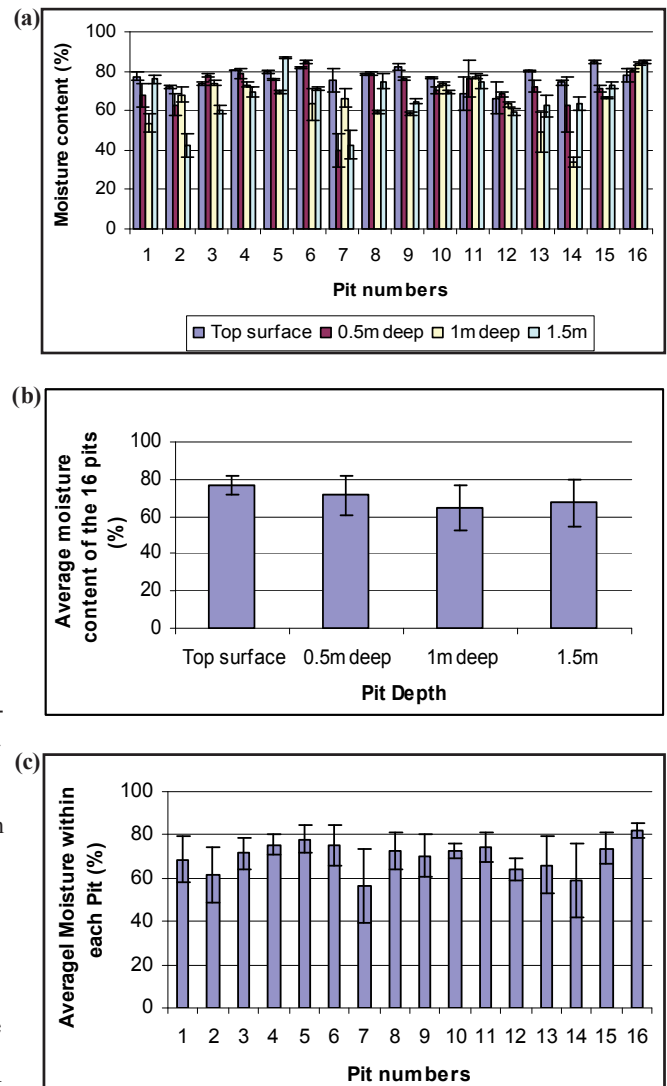 (a)
100
80
60
40
20
0
Moisture content (%)
1 2 3 4 5 6 7 8 9 10 11 12 13 14 15 16
Pit numbers
Top surface 0.5m deep 1m deep 1.5m
(b)
100
80
60
40
20
0
Average moisture
content of the 16 pits
(%)
Top surface 0.5m deep 1m deep 1.5m
Pit Depth
(c)
100
80
60
40
20
0
Averagel Moisture within
each Pit (%)
1 2 3 4 5 6 7 8 9 10 11 12 13 14 15 16
Pit numbers